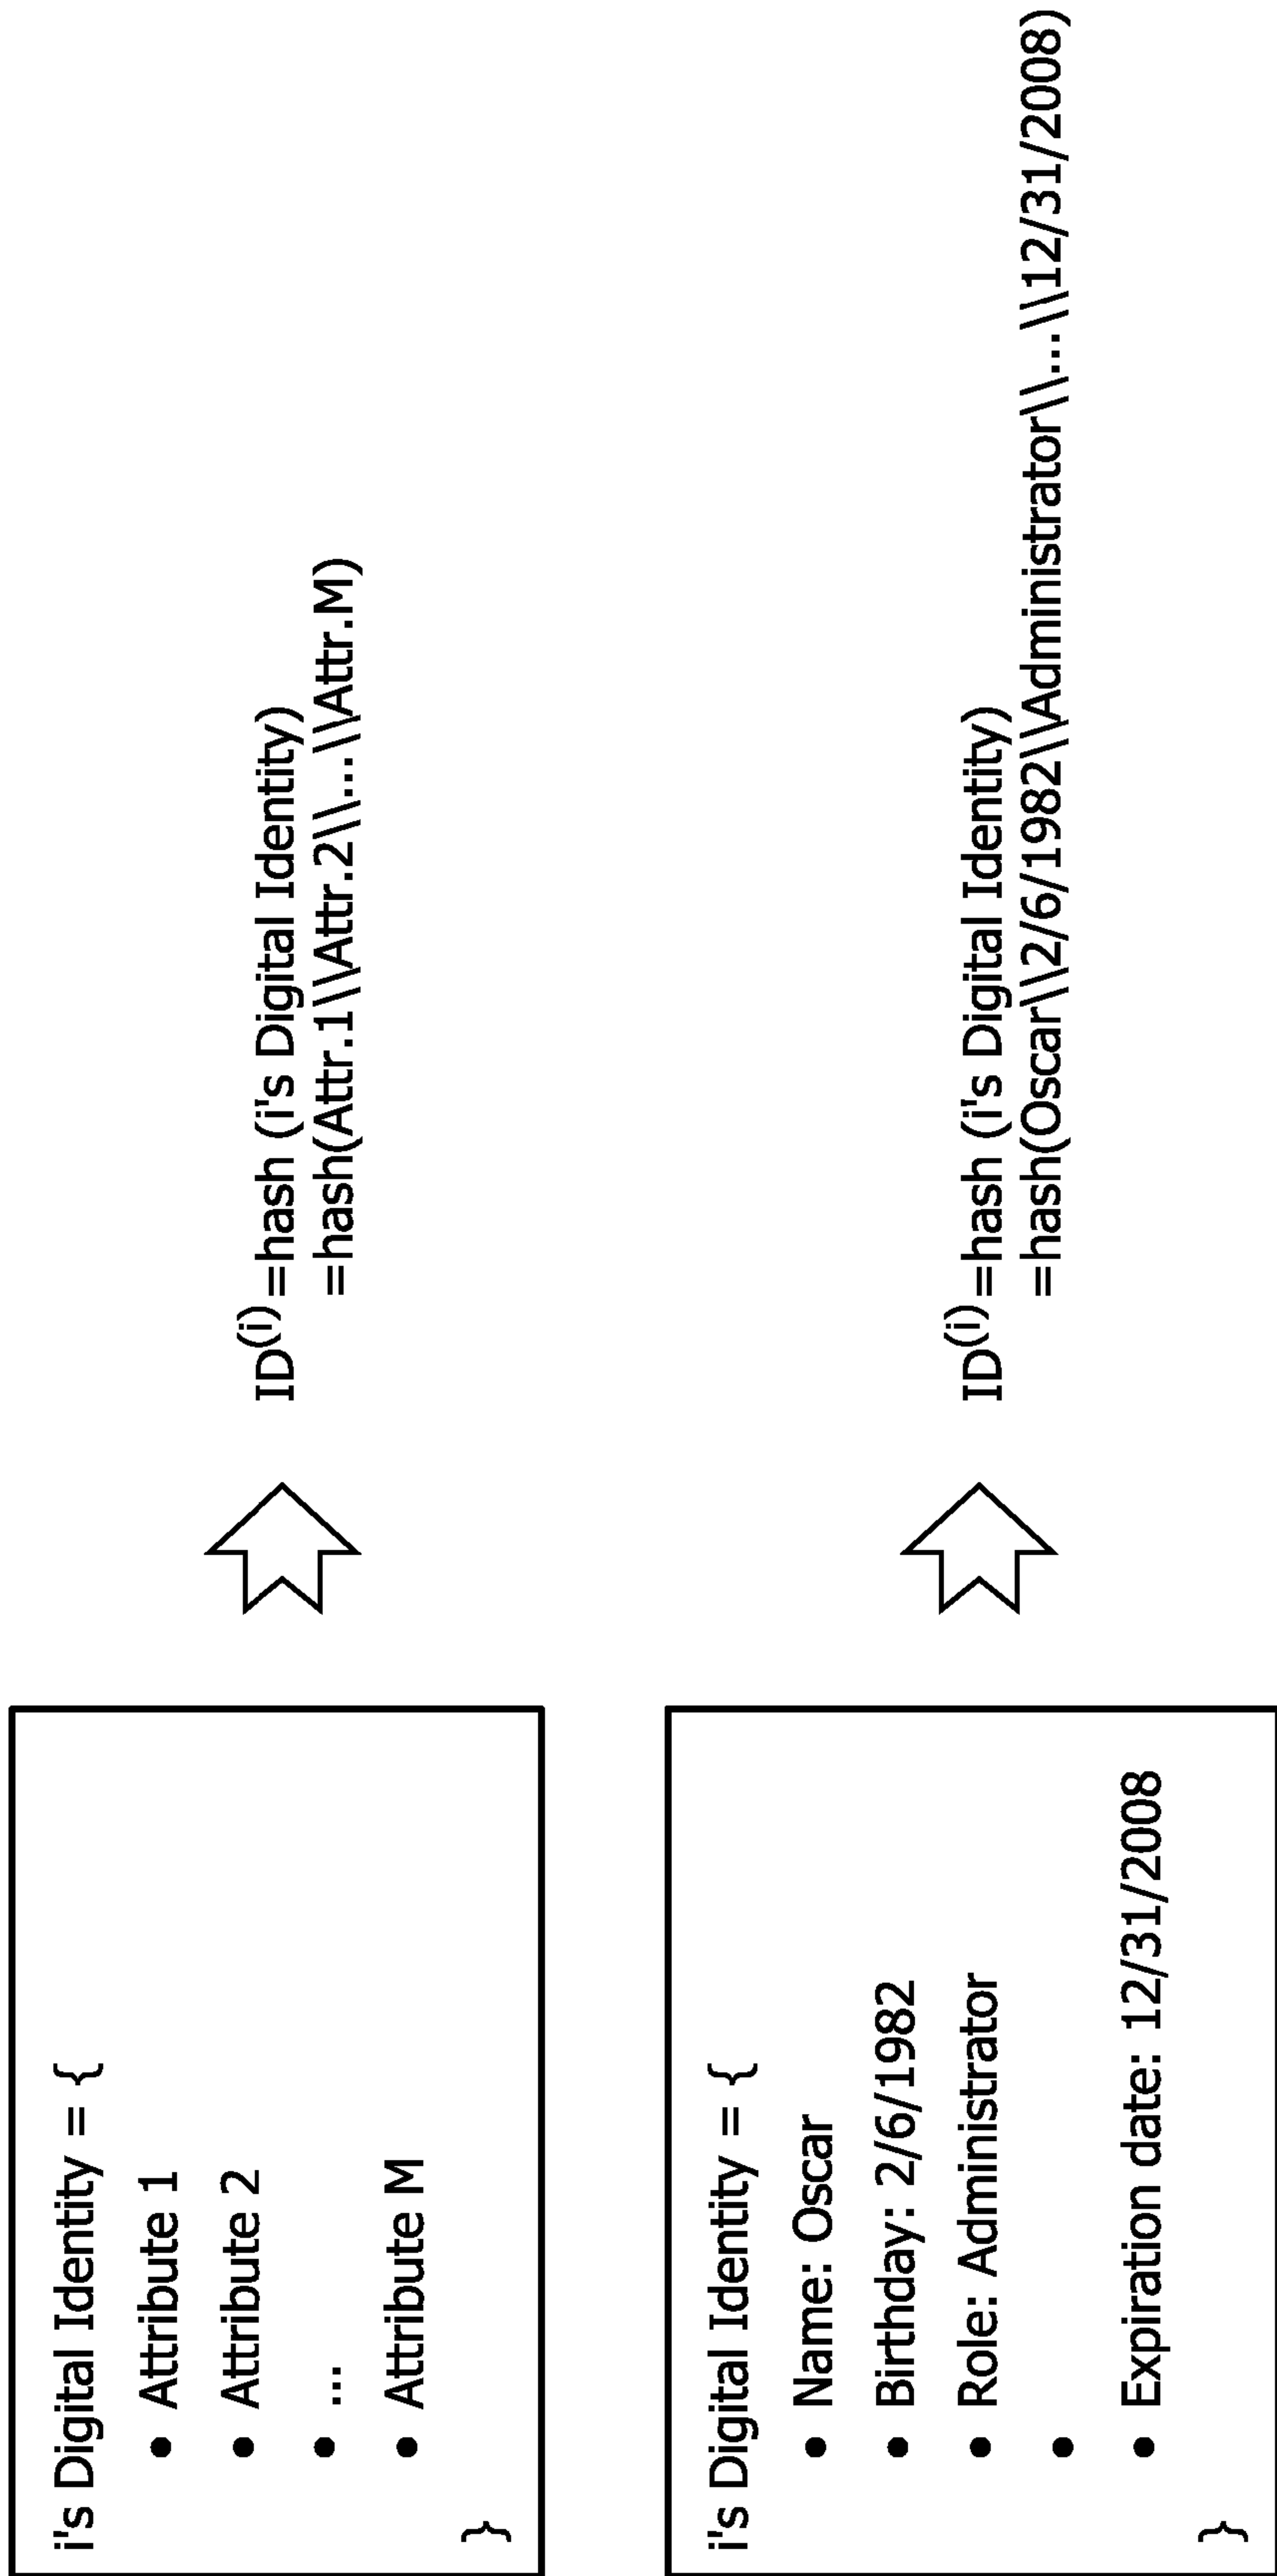 i's Digital Identity = {
• Attribute 1
• Attribute 2
• ...
• Attribute M
}
ID(i)=hash (i's Digital Identity)
=hash(Attr.1\\Attr.2\\...\\Attr.M)
i's Digital Identity = {
• Name: Oscar
• Birthday: 2/6/1982
• Role: Administrator
•
• Expiration date: 12/31/2008
}
ID(i)=hash (i's Digital Identity)
=hash(Oscar\\2/6/1982\\Administrator\\...\\12/31/2008)